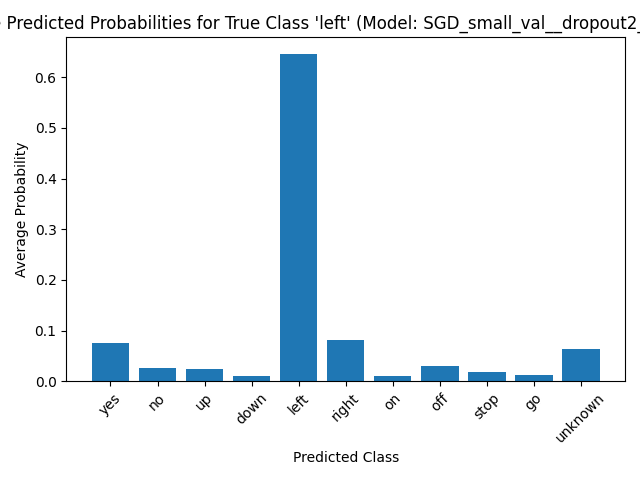 Predicted Probabilities for True Class 'left' (Model: SGD_small_val__dropout2_
Average Probability
0.6
0.5
0.4
0.3
0.2
0.1
0.0
yes no up down left right on off stop go unknown
Predicted Class